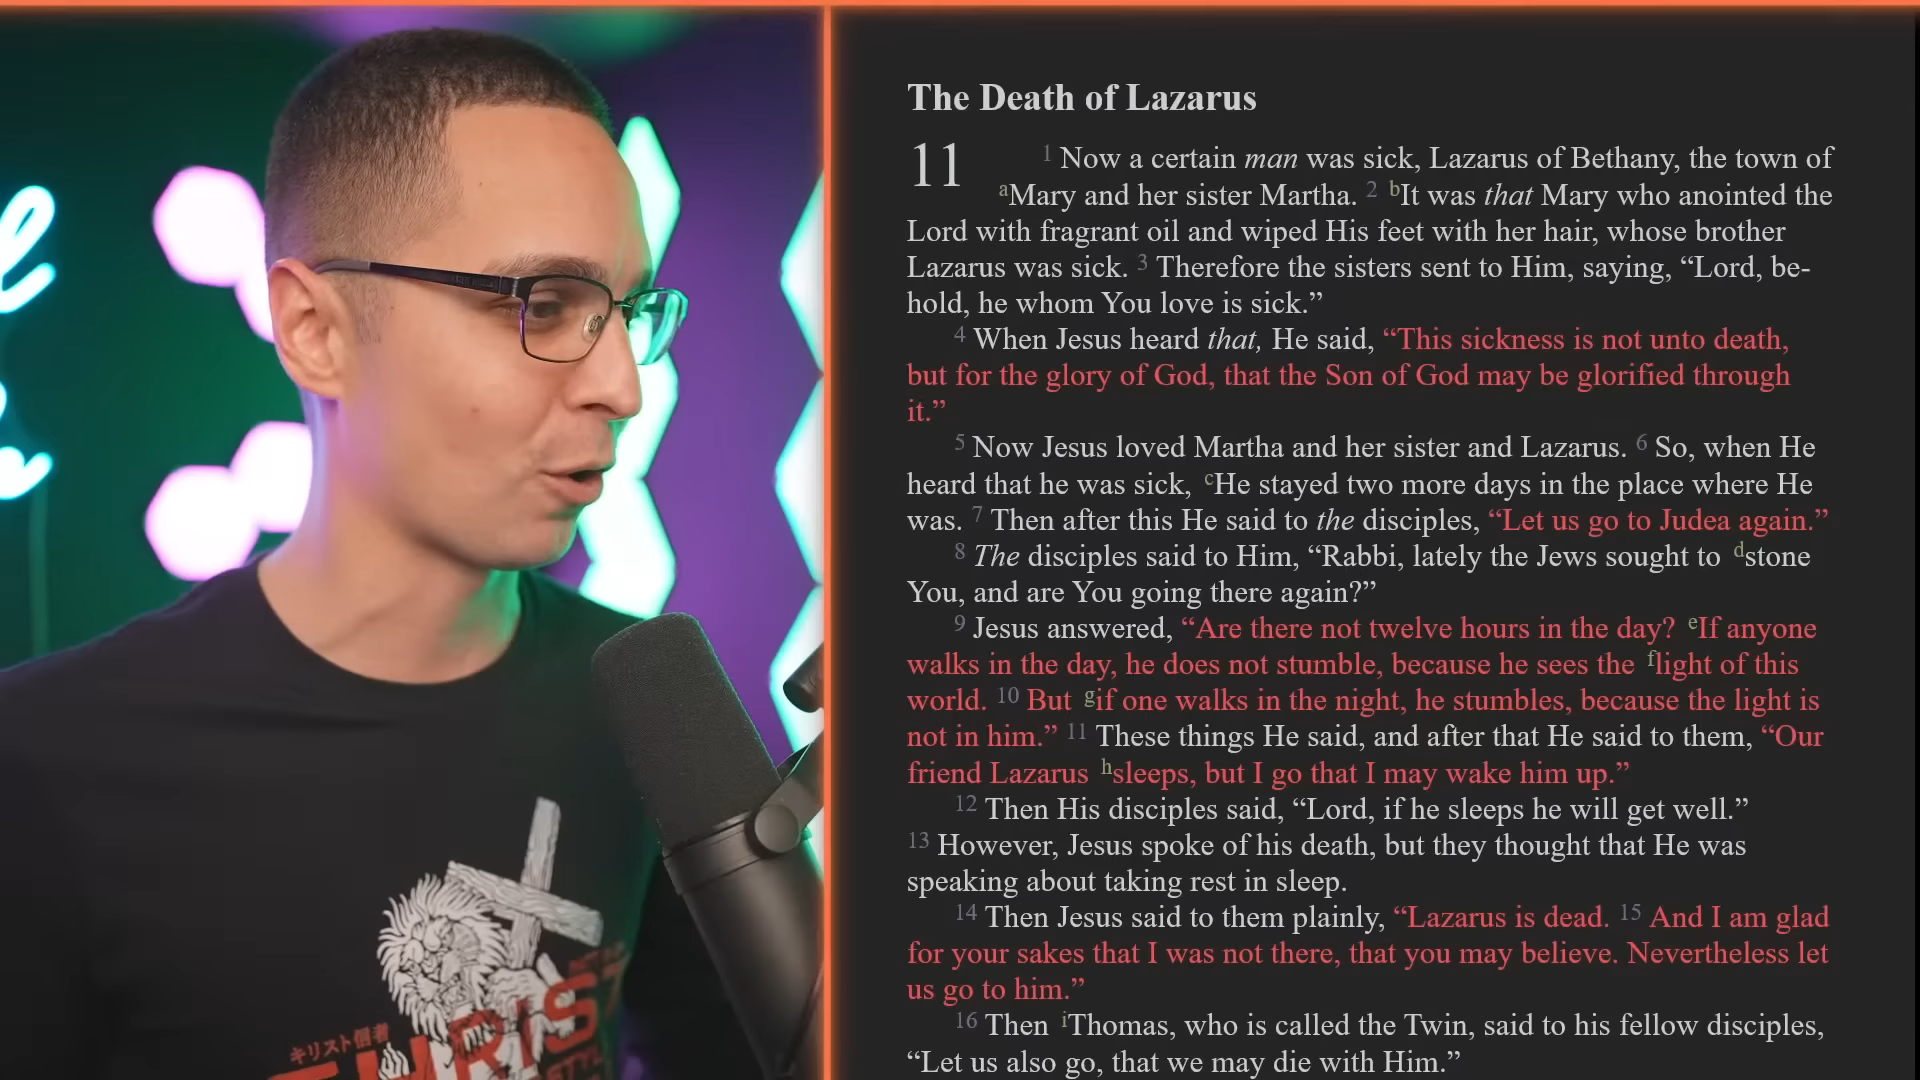 The Death of Lazarus
11 1 Now a certain man was sick, Lazarus of Bethany, the town of
aMary and her sister Martha. 2 bIt was that Mary who anointed the
Lord with fragrant oil and wiped His feet with her hair, whose brother
Lazarus was sick. 3 Therefore the sisters sent to Him, saying, “Lord, be-
hold, he whom You love is sick.”
4 When Jesus heard that, He said, “This sickness is not unto death,
but for the glory of God, that the Son of God may be glorified through
it.”
5 Now Jesus loved Martha and her sister and Lazarus. 6 So, when He
heard that he was sick, cHe stayed two more days in the place where He
was. 7 Then after this He said to the disciples, “Let us go to Judea again.”
8 The disciples said to Him, “Rabbi, lately the Jews sought to dstone
You, and are You going there again?”
9 Jesus answered, “Are there not twelve hours in the day? eIf anyone
walks in the day, he does not stumble, because he sees the flight of this
world. 10 But gif one walks in the night, he stumbles, because the light is
not in him.” 11 These things He said, and after that He said to them, “Our
friend Lazarus hsleeps, but I go that I may wake him up.”
12 Then His disciples said, “Lord, if he sleeps he will get well.”
13 However, Jesus spoke of his death, but they thought that He was
speaking about taking rest in sleep.
14 Then Jesus said to them plainly, “Lazarus is dead. 15 And I am glad
for your sakes that I was not there, that you may believe. Nevertheless let
us go to him.”
16 Then iThomas, who is called the Twin, said to his fellow disciples,
“Let us also go, that we may die with Him.”
キリスト信者
CHRIST